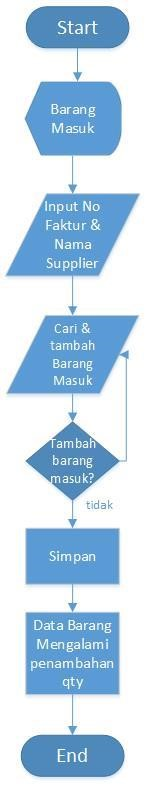 Start
Barang
Masuk
Input No
Faktur &
Nama
Supplier
Cari &
tambah
Barang
Masuk
Tambah
barang
masuk?
tidak
Simpan
Data Barang
Mengalami
penambahan
qty
End